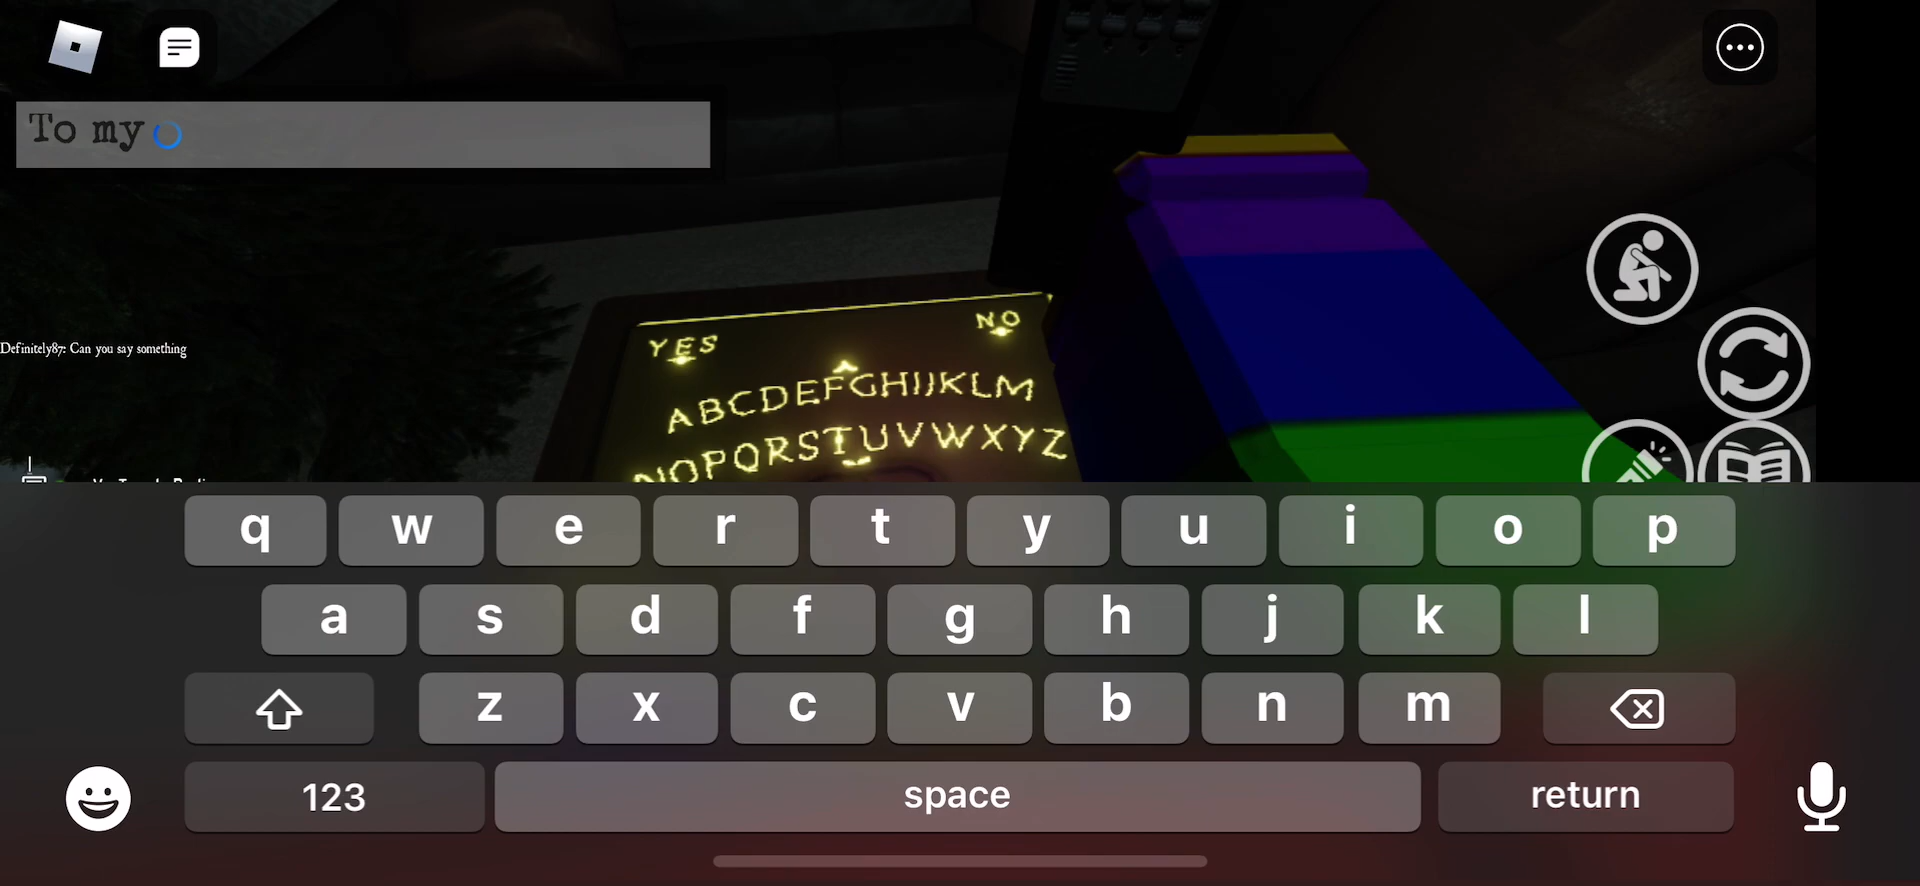 To my
Definitely87: Can you say something
YES
NO
ABCDEFGHIJKLM
NOPQRSTUVWXYZ
q w e r t y u i o p
a s d f g h j k l
z x c v b n m
123 space return